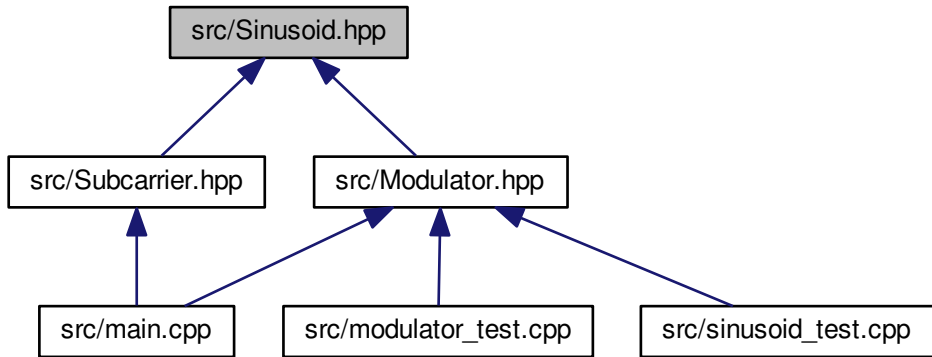 src/Sinusoid.hpp
src/Subcarrier.hpp
src/Modulator.hpp
src/main.cpp
src/modulator_test.cpp
src/sinusoid_test.cpp